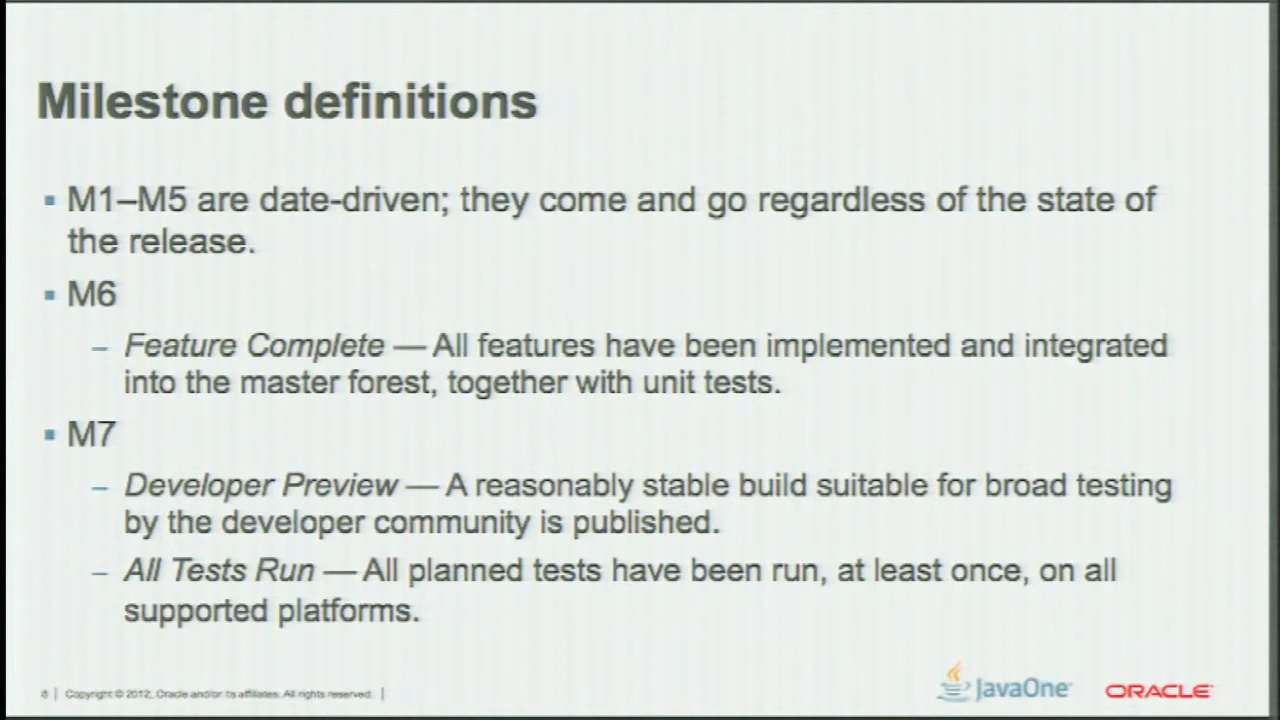 Milestone definitions
▪ M1–M5 are date-driven; they come and go regardless of the state of
the release.
▪ M6
– Feature Complete — All features have been implemented and integrated
into the master forest, together with unit tests.
▪ M7
– Developer Preview — A reasonably stable build suitable for broad testing
by the developer community is published.
– All Tests Run — All planned tests have been run, at least once, on all
supported platforms.
8 | Copyright © 2012, Oracle and/or its affiliates. All rights reserved. |
JavaOne™
ORACLE®